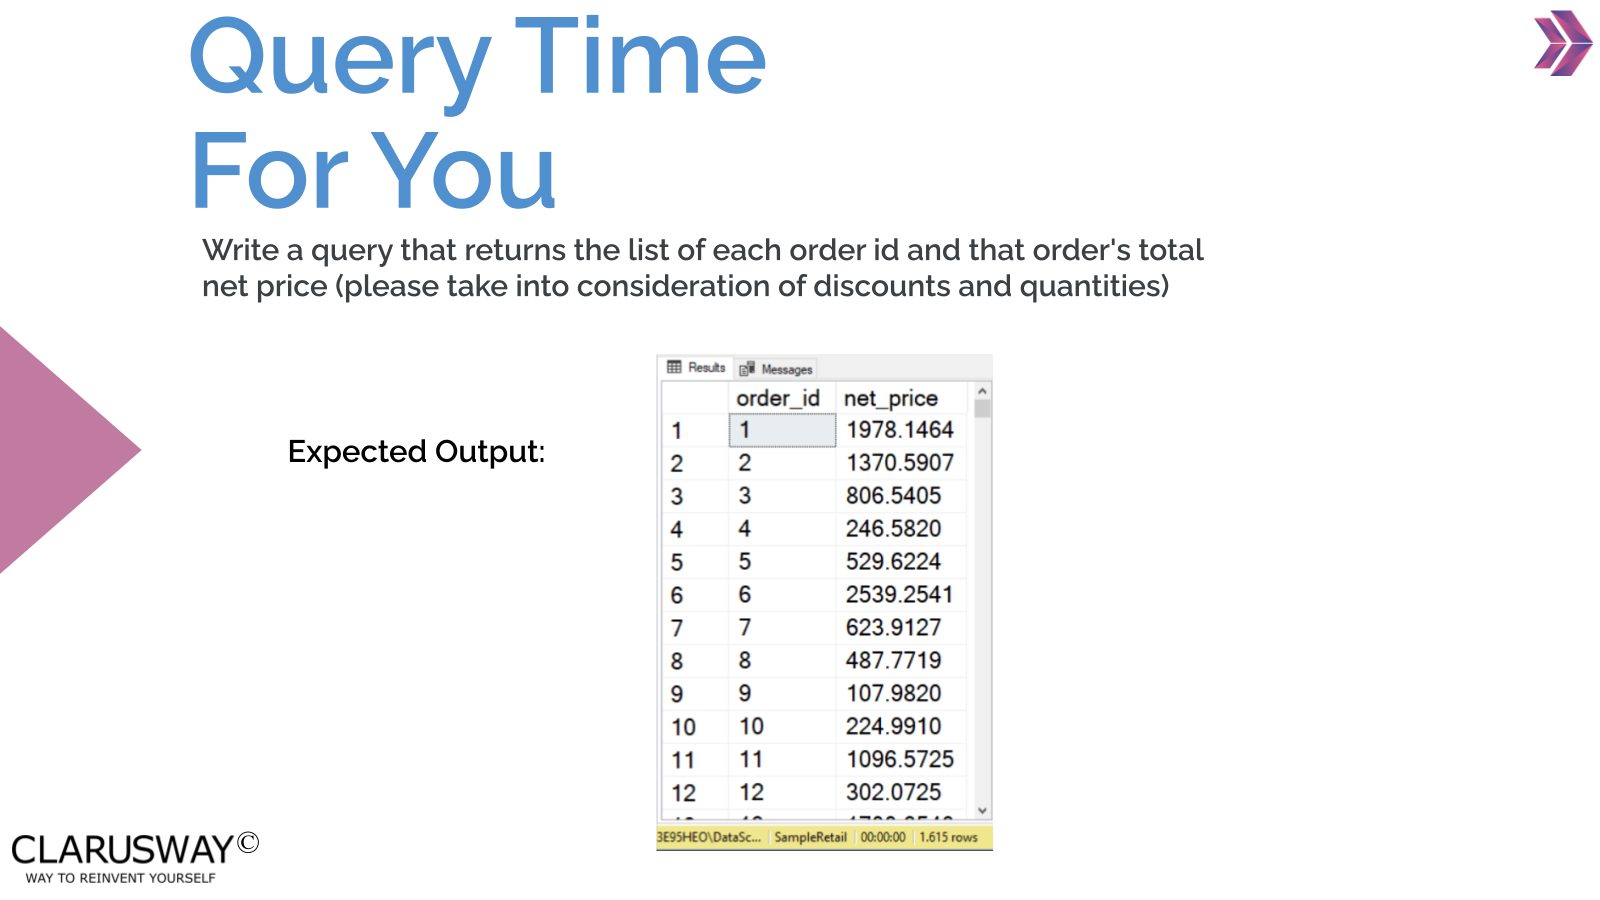 Query Time
For You
Write a query that returns the list of each order id and that order's total
net price (please take into consideration of discounts and quantities)
Expected Output:
Results Messages
order_id net_price
1 1 1978.1464
2 2 1370.5907
3 3 806.5405
4 4 246.5820
5 5 529.6224
6 6 2539.2541
7 7 623.9127
8 8 487.7719
9 9 107.9820
10 10 224.9910
11 11 1096.5725
12 12 302.0725
3E95HEO\DataSc... SampleRetail 00:00:00 1.615 rows
CLARUSWAY©
WAY TO REINVENT YOURSELF